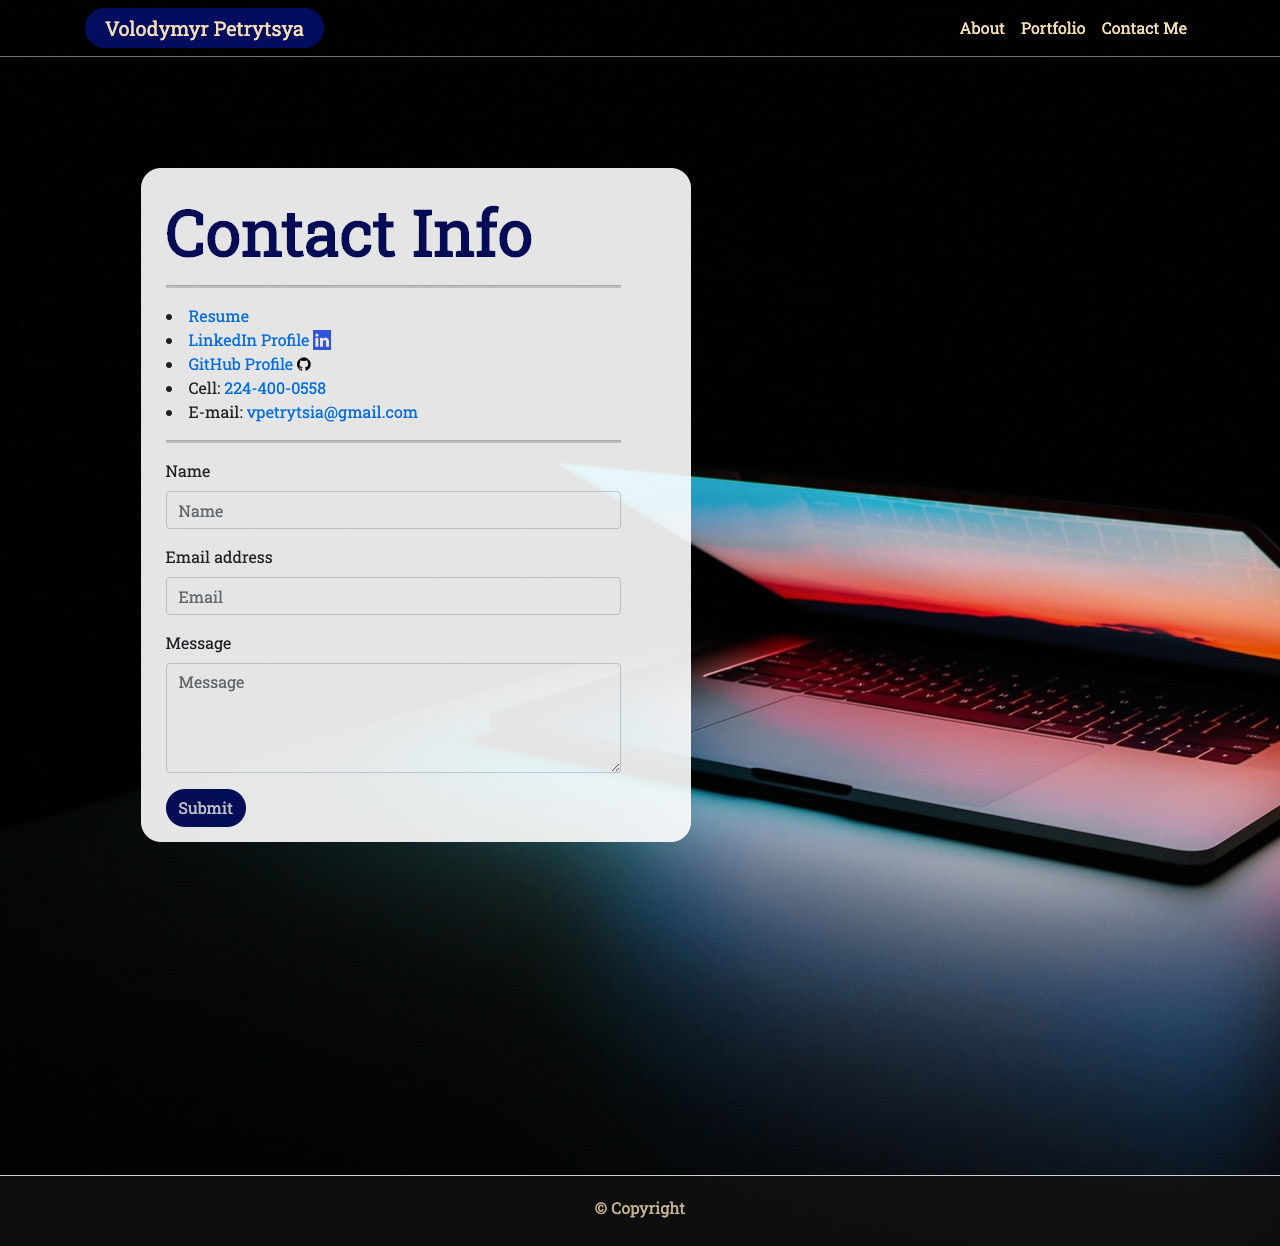 Volodymyr Petrytsya
About Portfolio Contact Me
Contact Info
Resume
LinkedIn Profile in
GitHub Profile
Cell: 224-400-0558
E-mail: vpetrytsia@gmail.com
Name
Name
Email address
Email
Message
Message
Submit
© Copyright